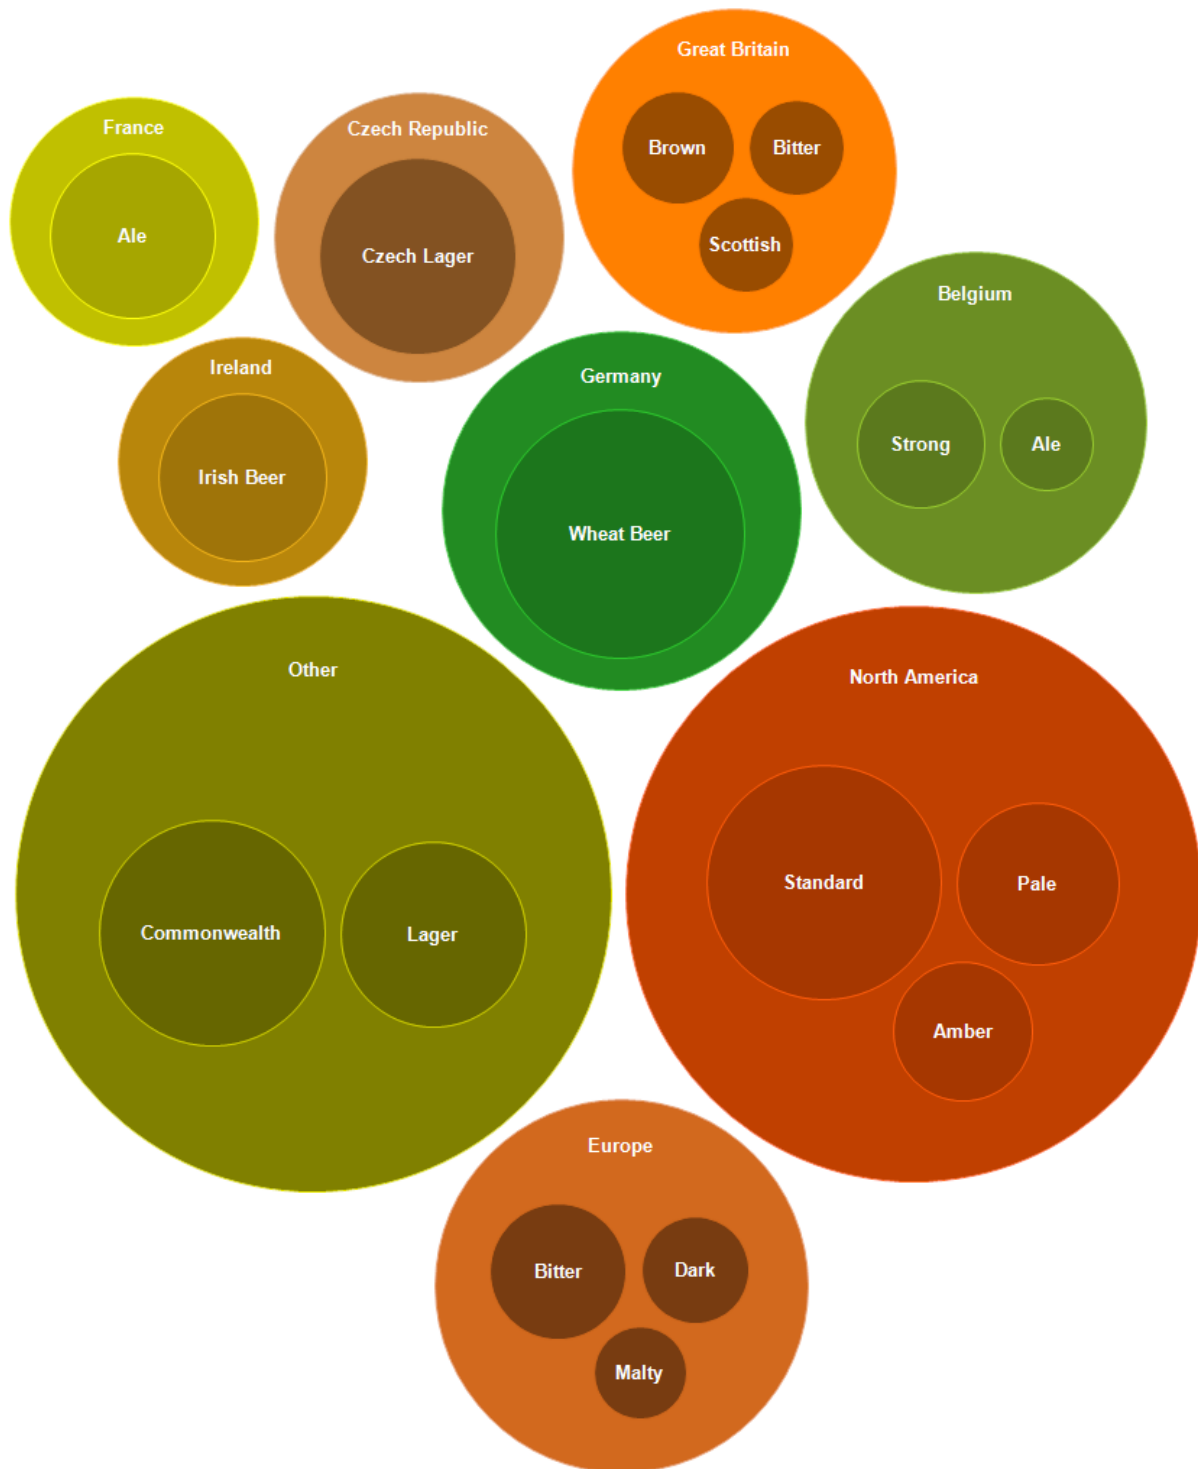 Great Britain
Brown
Bitter
Scottish
France
Ale
Czech Republic
Czech Lager
Belgium
Strong
Ale
Ireland
Irish Beer
Germany
Wheat Beer
Other
Commonwealth
Lager
North America
Standard
Pale
Amber
Europe
Bitter
Dark
Malty